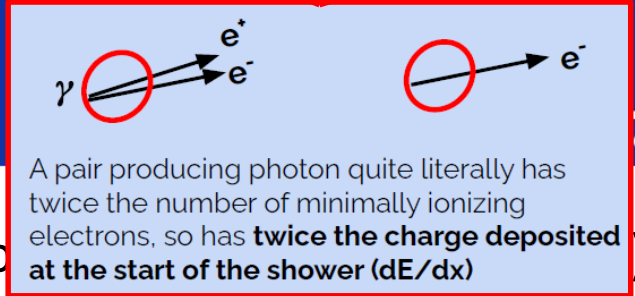 e+
e-
γ
e-
A pair producing photon quite literally has
twice the number of minimally ionizing
electrons, so has twice the charge deposited
at the start of the shower (dE/dx)